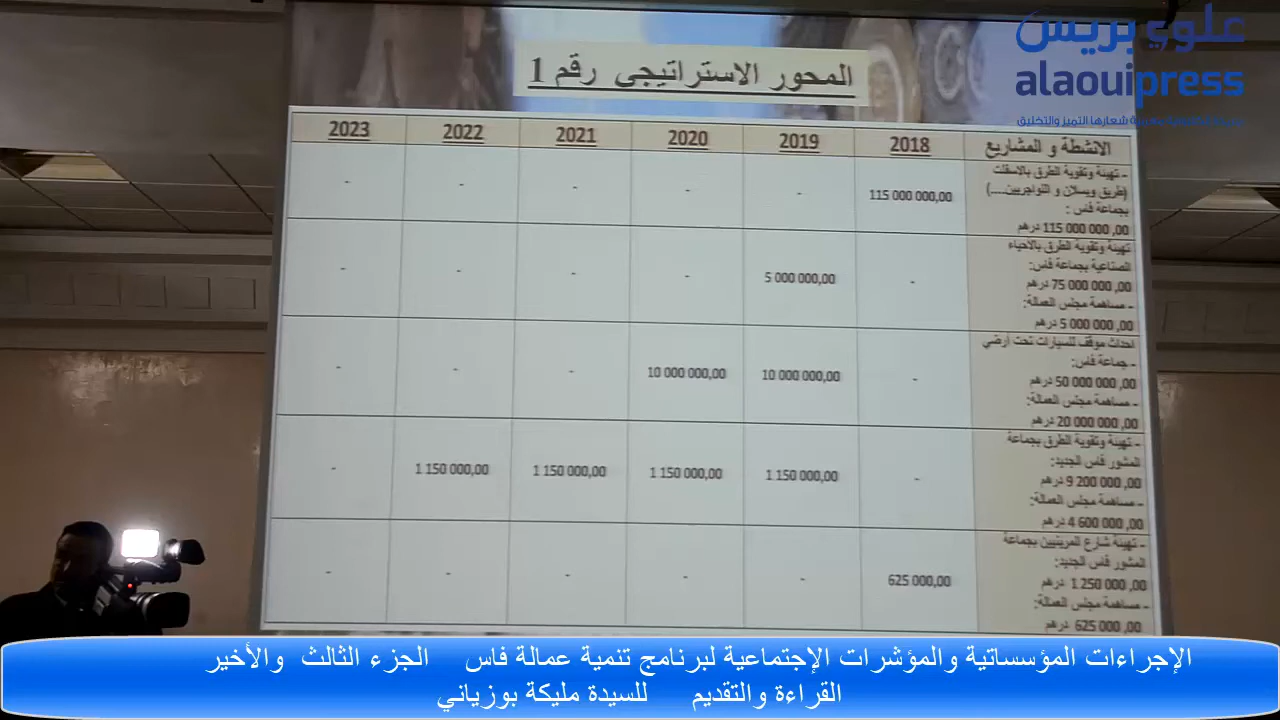 علوي بريس
alaouipress
شعارها التميز والتخليق
المحور الاستراتيجي رقم 1
الانشطة و المشاريع 2018 2019 2020 2021 2022 2023
- تهيئة وتقوية الطرق بالاسفلت
(طريق ويسلان و اللواجريين....)
بجماعة فاس :
115 000 000,00 درهم
115 000 000,00 - - - - -
تهيئة وتقوية الطرق بالأحياء
الصناعية بجماعة فاس:
75 000 000,00 درهم
- مساهمة مجلس العمالة:
5 000 000,00 درهم
- 5 000 000,00 - - - -
احداث موقف للسيارات تحت أرضي
- جماعة فاس:
50 000 000,00 درهم
- مساهمة مجلس العمالة:
20 000 000,00 درهم
- 10 000 000,00 10 000 000,00 - - -
- تهيئة وتقوية الطرق بجماعة
المشور فاس الجديد:
9 200 000,00 درهم
- مساهمة مجلس العمالة:
4 600 000,00 درهم
- 1 150 000,00 1 150 000,00 1 150 000,00 1 150 000,00 -
- تهيئة شارع المرينيين بجماعة
المشور فاس الجديد:
1 250 000,00 درهم
- مساهمة مجلس العمالة:
625 000,00 درهم
625 000,00 - - - - -
الإجراءات المؤسساتية والمؤشرات الإجتماعية لبرنامج تنمية عمالة فاس الجزء الثالث والأخير
القراءة والتقديم للسيدة مليكة بوزياني